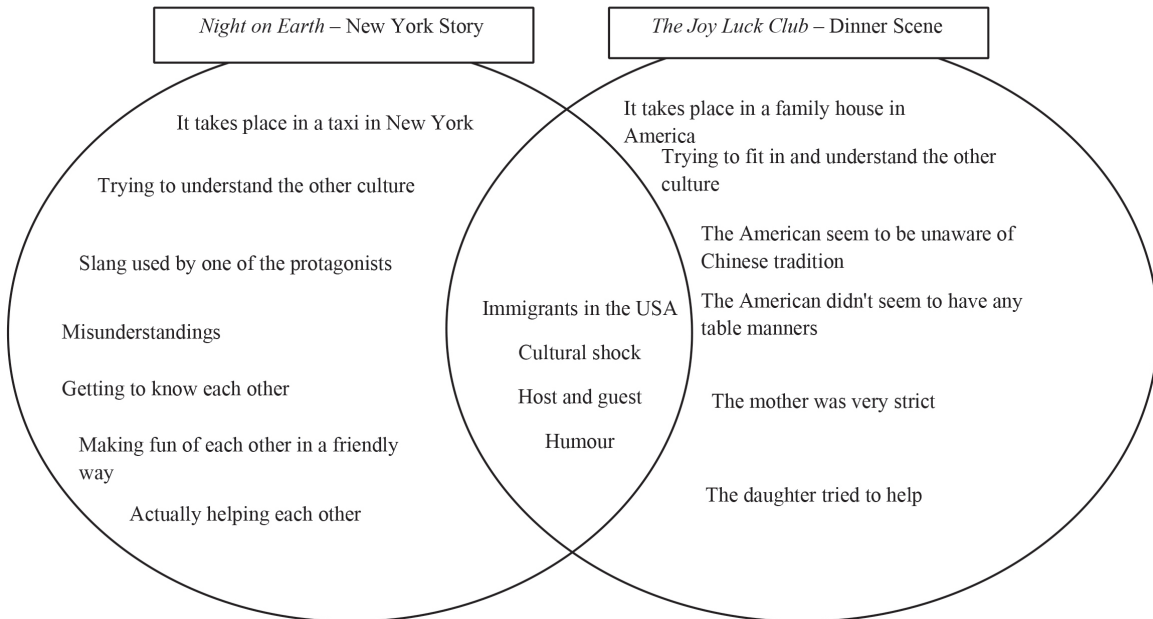 Night on Earth – New York Story
It takes place in a taxi in New York
Trying to understand the other culture
Slang used by one of the protagonists
Misunderstandings
Getting to know each other
Making fun of each other in a friendly
way
Actually helping each other
Immigrants in the USA
Cultural shock
Host and guest
Humour
The Joy Luck Club – Dinner Scene
It takes place in a family house in
America
Trying to fit in and understand the other
culture
The American seem to be unaware of
Chinese tradition
The American didn't seem to have any
table manners
The mother was very strict
The daughter tried to help